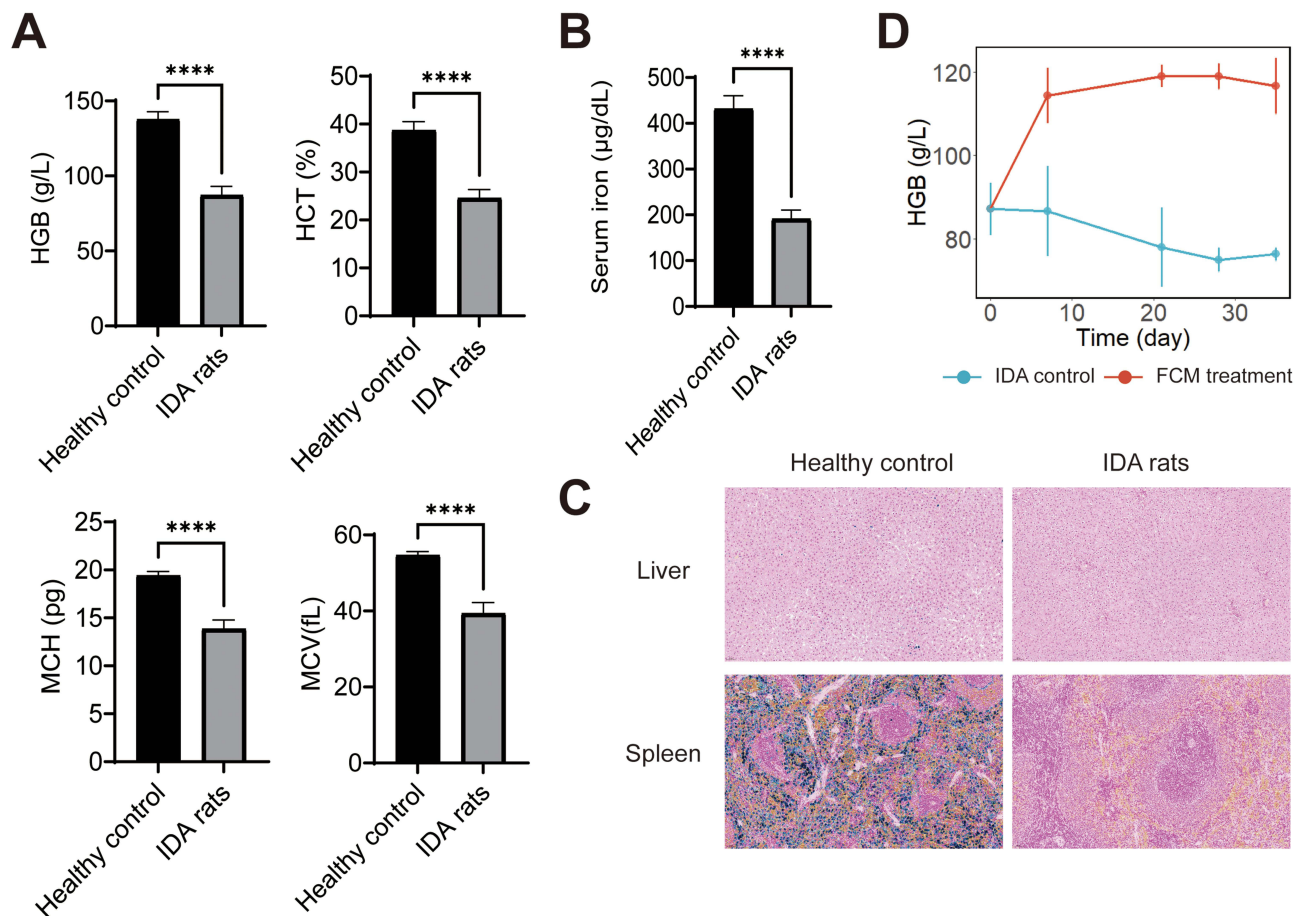 A
****
150
100
50
0
HGB (g/L)
Healthy control
IDA rats
****
50
40
30
20
10
0
HCT (%)
Healthy control
IDA rats
B
****
500
400
300
200
100
0
Serum iron (μg/dL)
Healthy control
IDA rats
D
120
100
80
HGB (g/L)
0
10
20
30
Time (day)
IDA control
FCM treatment
****
25
20
15
10
5
0
MCH (pg)
Healthy control
IDA rats
****
60
40
20
0
MCV(fL)
Healthy control
IDA rats
C
Healthy control
IDA rats
Liver
Spleen